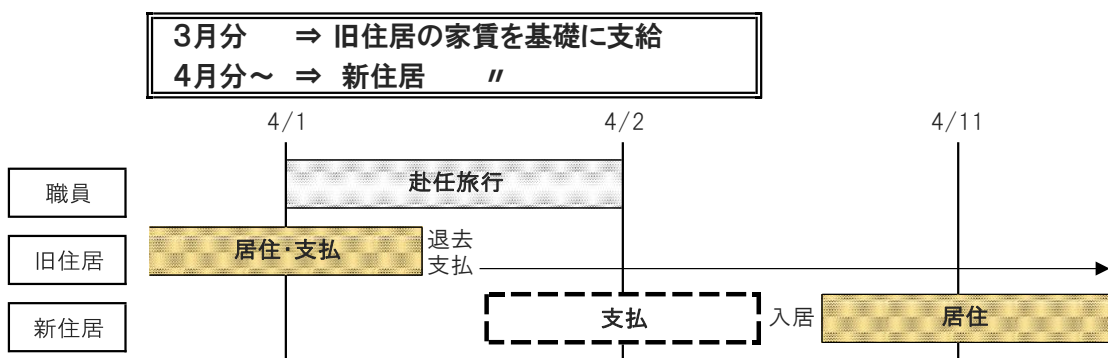 3月分 ⇒ 旧住居の家賃を基礎に支給
4月分～ ⇒ 新住居 〃
4/1 4/2 4/11
職員
赴任旅行
旧住居
居住・支払
退去
支払
新住居
支払
入居
居住